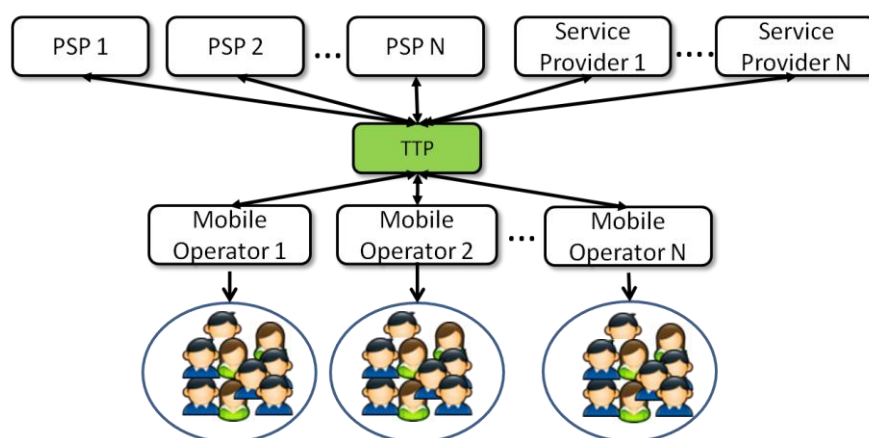 PSP 1
PSP 2
...
PSP N
Service
Provider 1
....
Service
Provider N
TTP
Mobile
Operator 1
Mobile
Operator 2
...
Mobile
Operator N